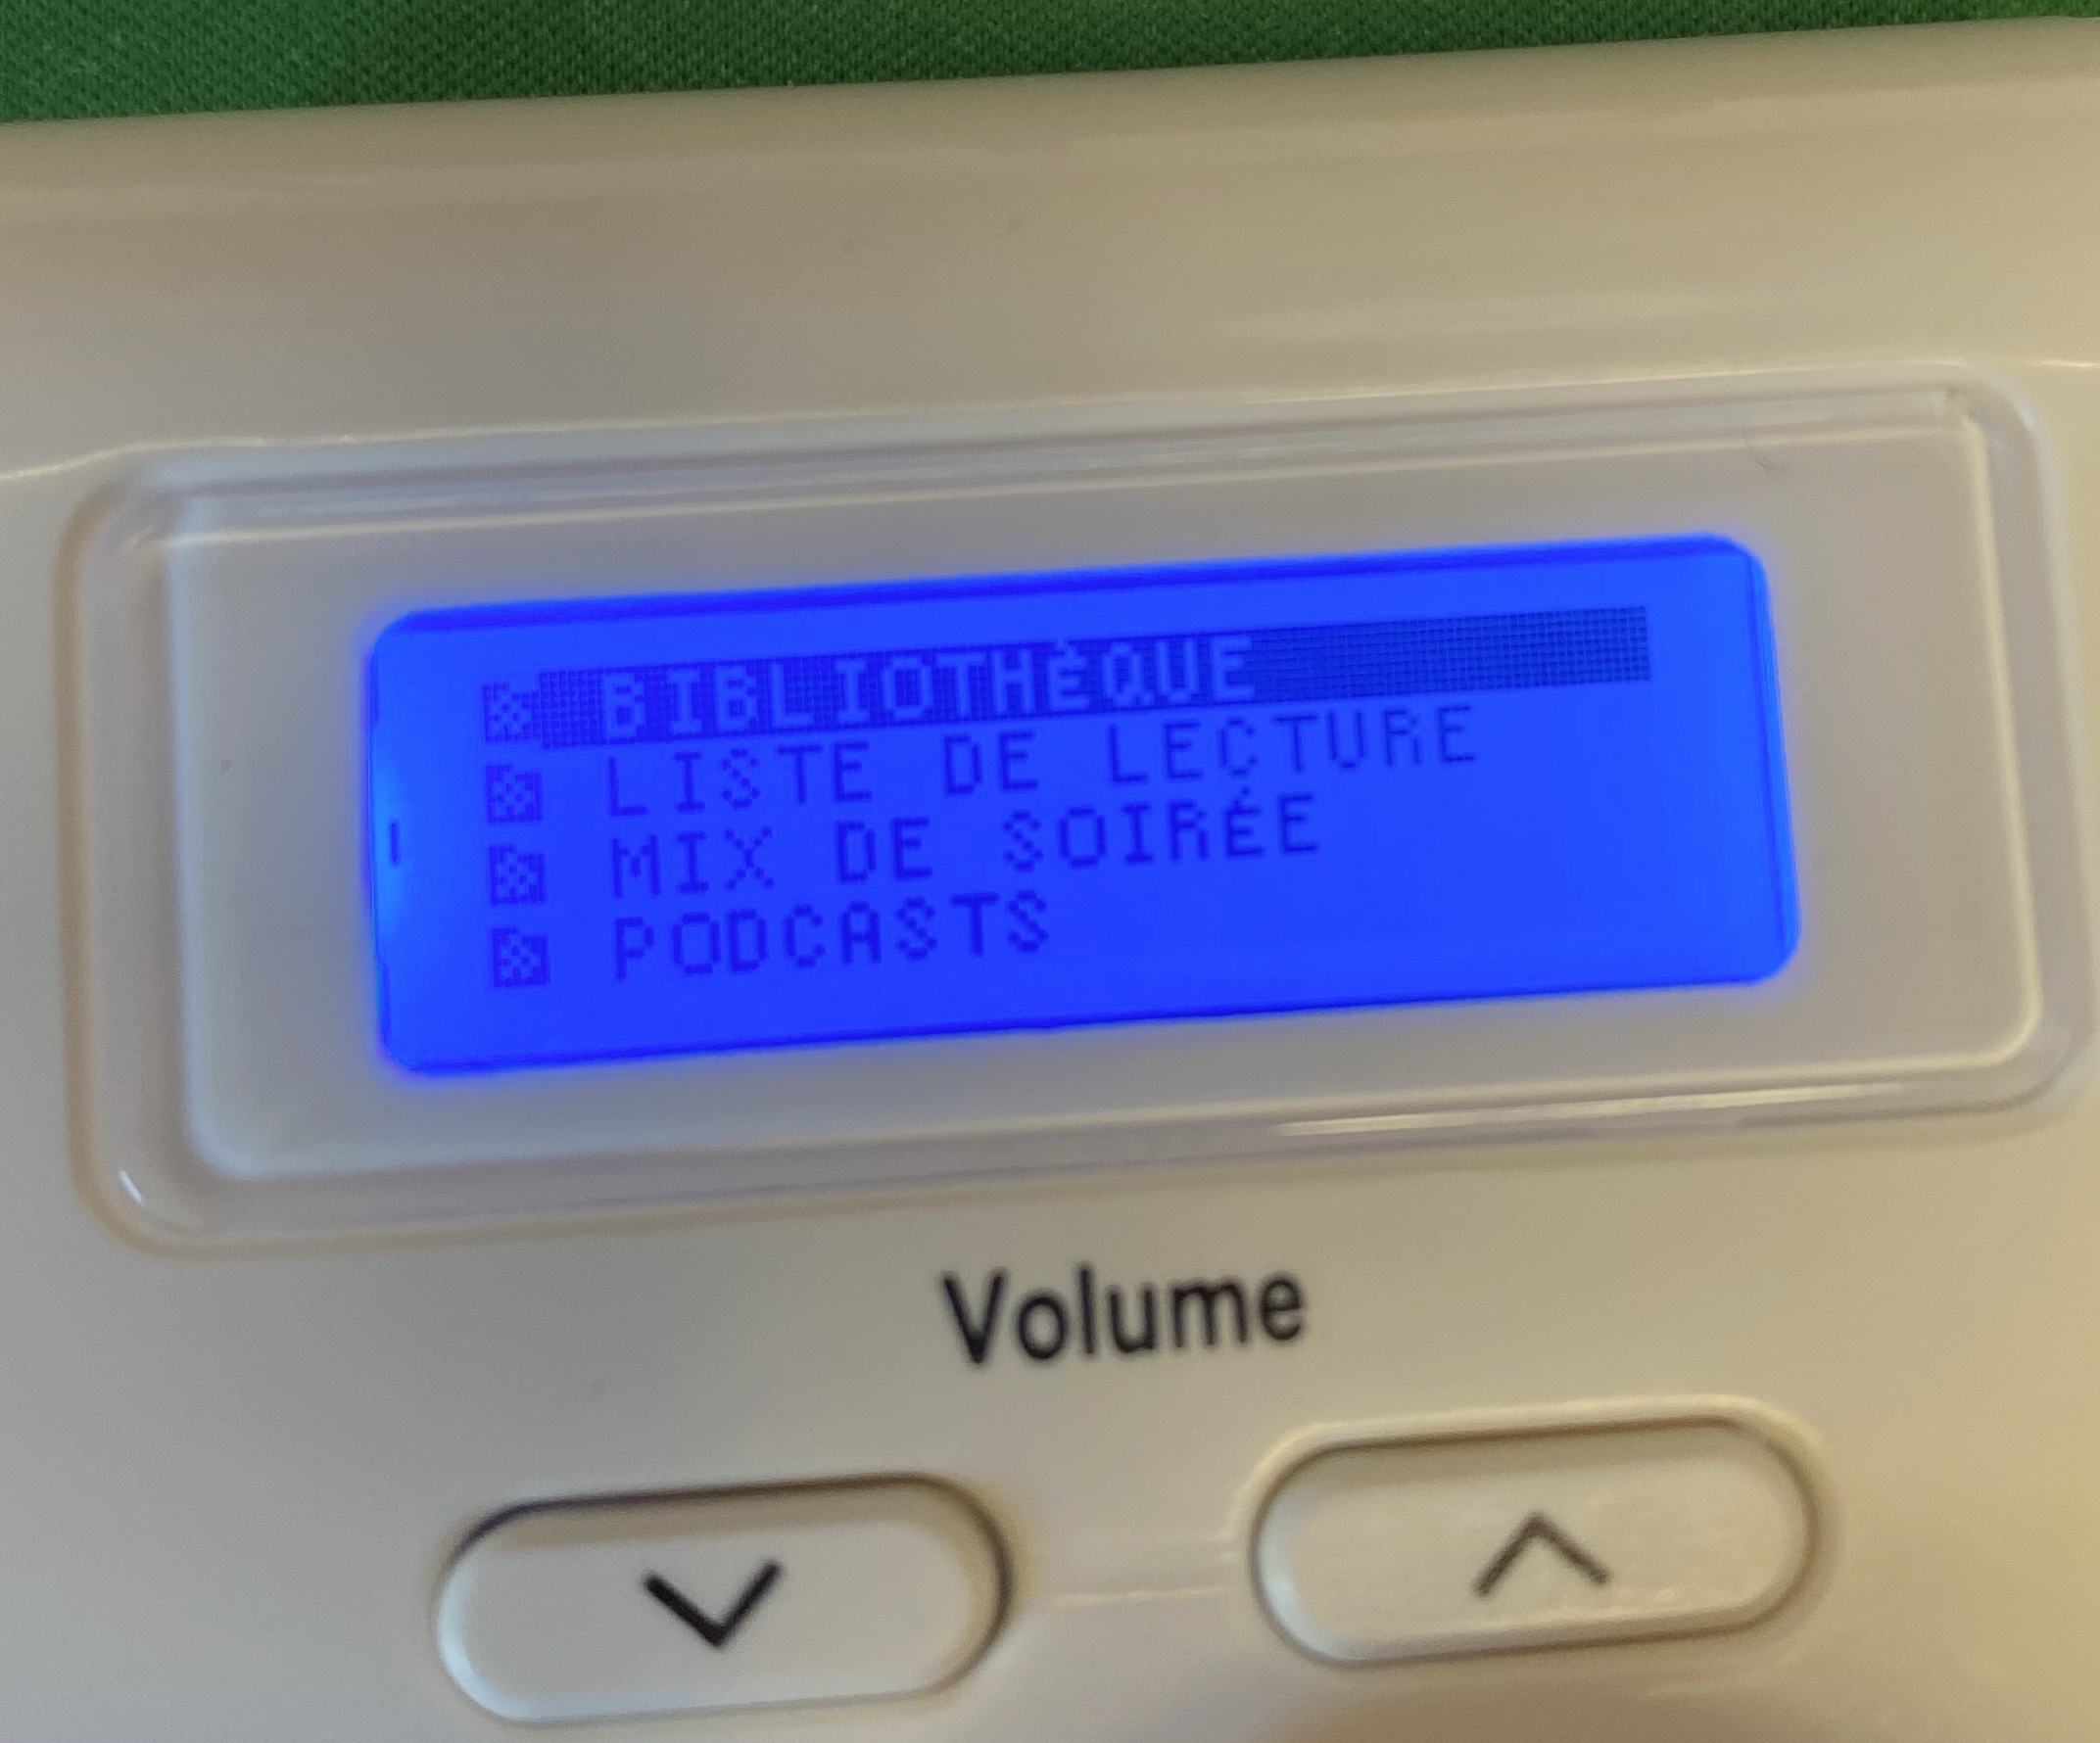 BIBLIOTHÈQUE
LISTE DE LECTURE
MIX DE SOIRÉE
PODCASTS
Volume